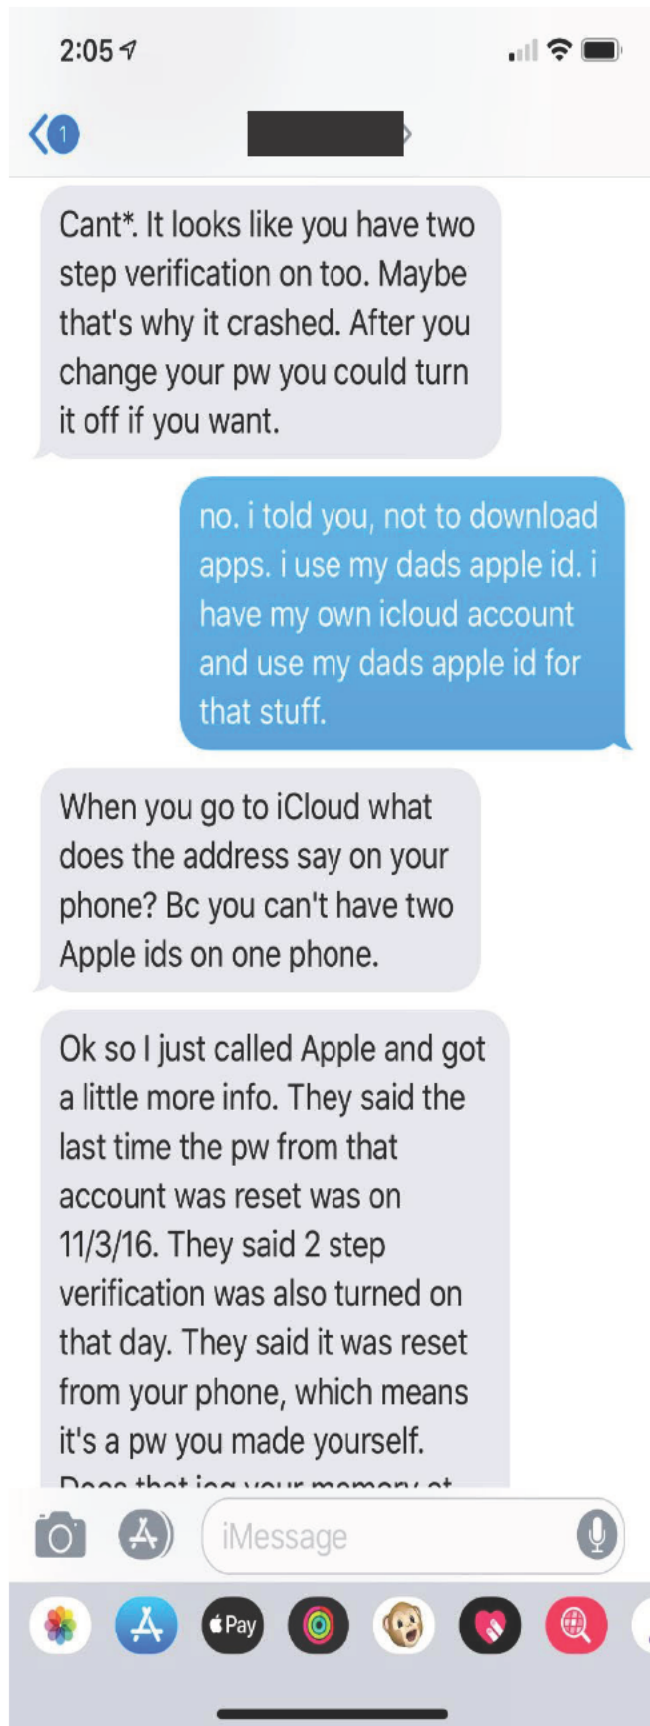 2:05
1
Cant*. It looks like you have two
step verification on too. Maybe
that's why it crashed. After you
change your pw you could turn
it off if you want.
no. i told you, not to download
apps. i use my dads apple id. i
have my own icloud account
and use my dads apple id for
that stuff.
When you go to iCloud what
does the address say on your
phone? Bc you can't have two
Apple ids on one phone.
Ok so I just called Apple and got
a little more info. They said the
last time the pw from that
account was reset was on
11/3/16. They said 2 step
verification was also turned on
that day. They said it was reset
from your phone, which means
it's a pw you made yourself.
Does that jog your memory at
iMessage
Pay